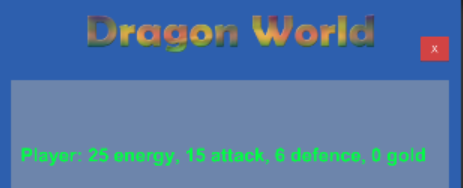 Dragon World
X
Player: 25 energy, 15 attack, 6 defence, 0 gold